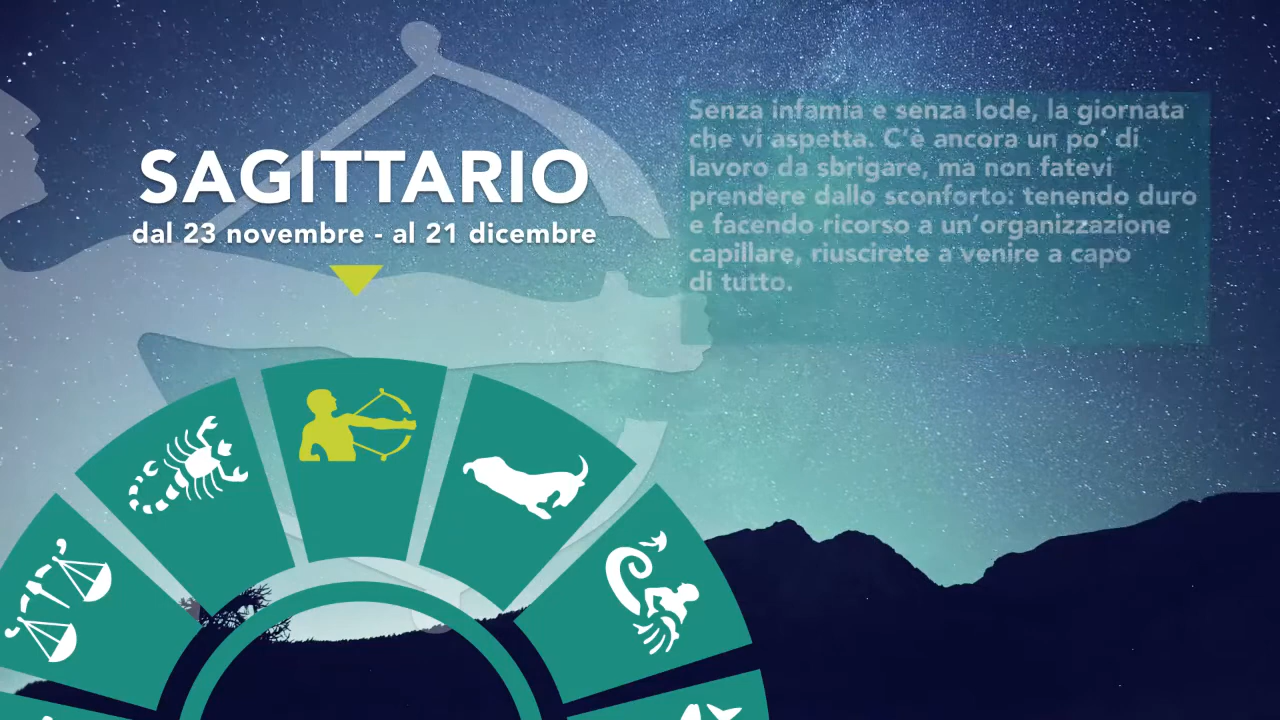 SAGITTARIO
dal 23 novembre - al 21 dicembre
Senza infamia e senza lode, la giornata
che vi aspetta. C'è ancora un po' di
lavoro da sbrigare, ma non fatevi
prendere dallo sconforto: tenendo duro
e facendo ricorso a un'organizzazione
capillare, riuscirete a venire a capo
di tutto.